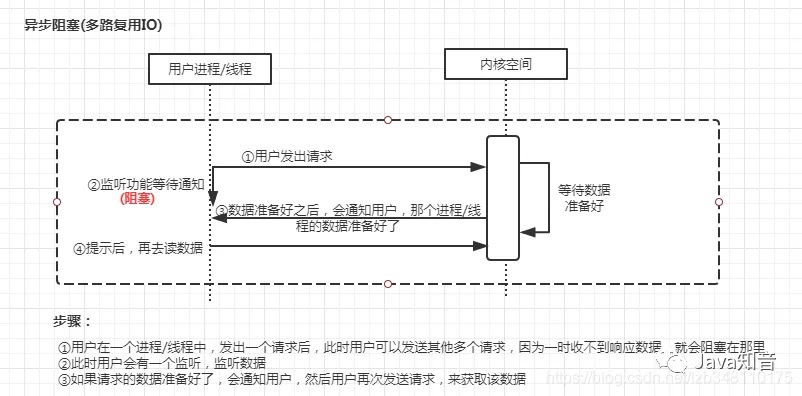 异步阻塞(多路复用IO)
用户进程/线程
内核空间
①用户发出请求
②监听功能等待通知
(阻塞)
等待数据
准备好
③数据准备好之后，会通知用户，那个进程/线
程的数据准备好了
④提示后，再去读数据
步骤：
①用户在一个进程/线程中，发出一个请求后，此时用户可以发送其他多个请求，因为一时收不到响应数据，就会阻塞在那里
②此时用户会有一个监听，监听数据
③如果请求的数据准备好了，会通知用户，然后用户再次发送请求，来获取该数据
Java知音
https://blog.csdn.net/lzb348110175